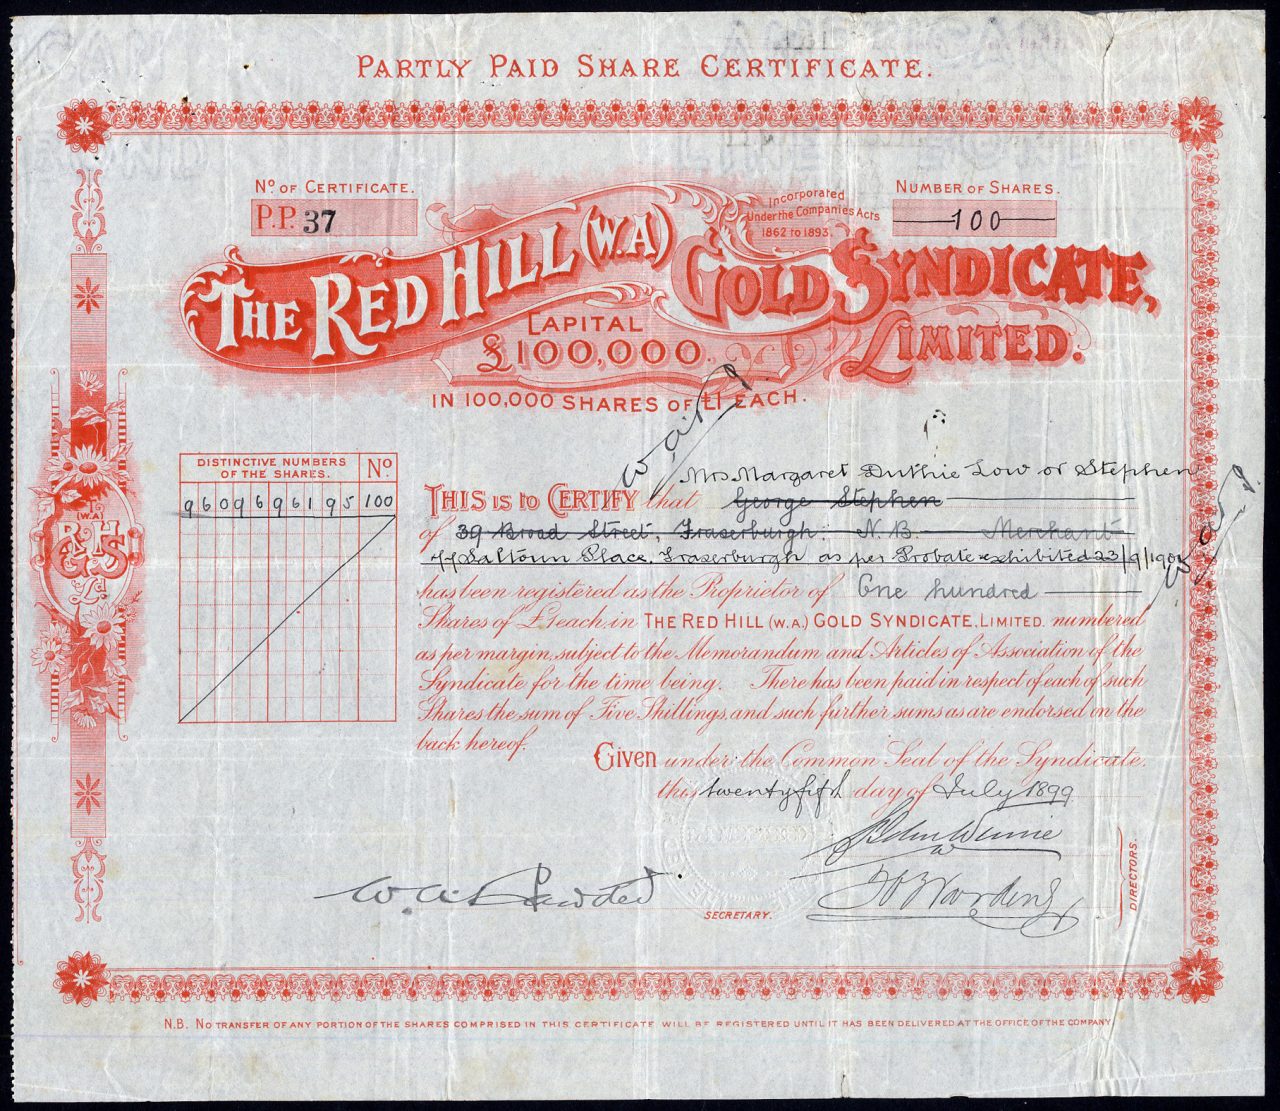 PARTLY PAID SHARE CERTIFICATE.
No OF CERTIFICATE.
P.P. 37
Incorporated
Under the Companies Acts
1862 to 1893.
NUMBER OF SHARES.
100
THE RED HILL (W.A) GOLD SYNDICATE,
LIMITED.
CAPITAL
£100,000.
IN 100,000 SHARES OF £1 EACH.
DISTINCTIVE NUMBERS
OF THE SHARES.
No
9609696195 100
(W.A)
RHGS
Ld.
Mrs Margaret Duthie Low or Stephen
THIS IS to CERTIFY that George Stephen
of 39 Broad Street, Fraserburgh, N.B. Merchant
Saltoun Place, Fraserburgh as per Probate exhibited 23/9/190
has been registered as the Proprietor of One hundred
Shares of £1 each, in THE RED HILL (W.A.) GOLD SYNDICATE, LIMITED. numbered
as per margin, subject to the Memorandum and Articles of Association of the
Syndicate for the time being. There has been paid in respect of each of such
Shares the sum of Five Shillings, and such further sums as are endorsed on the
back hereof.
Given under the Common Seal of the Syndicate.
this twentyfifth day of July 1899
SECRETARY.
DIRECTORS.
N.B. NO TRANSFER OF ANY PORTION OF THE SHARES COMPRISED IN THIS CERTIFICATE WILL BE REGISTERED UNTIL IT HAS BEEN DELIVERED AT THE OFFICE OF THE COMPANY